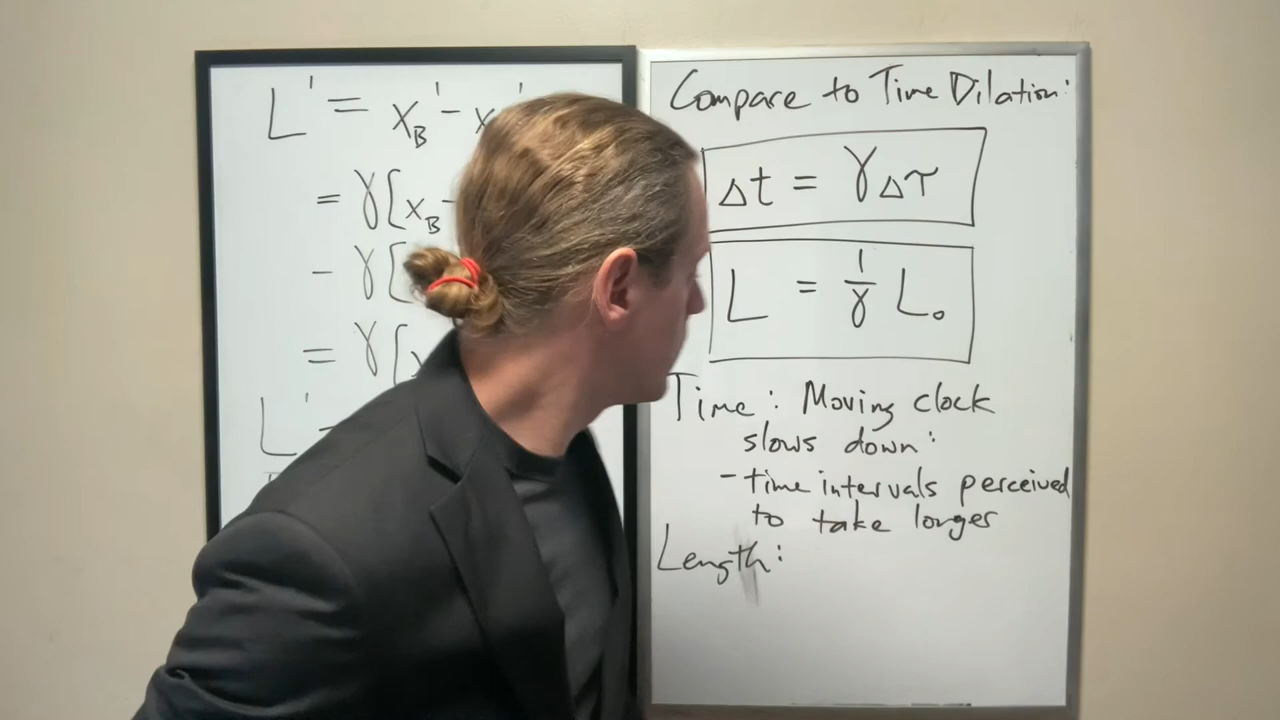 L' = x_B' - x '
= γ[x_B -
- γ[
= γ[x
L' =
Compare to Time Dilation:
Δt = γΔτ
L = 1/γ L₀
Time: Moving clock
slows down:
- time intervals perceived
to take longer
Length: